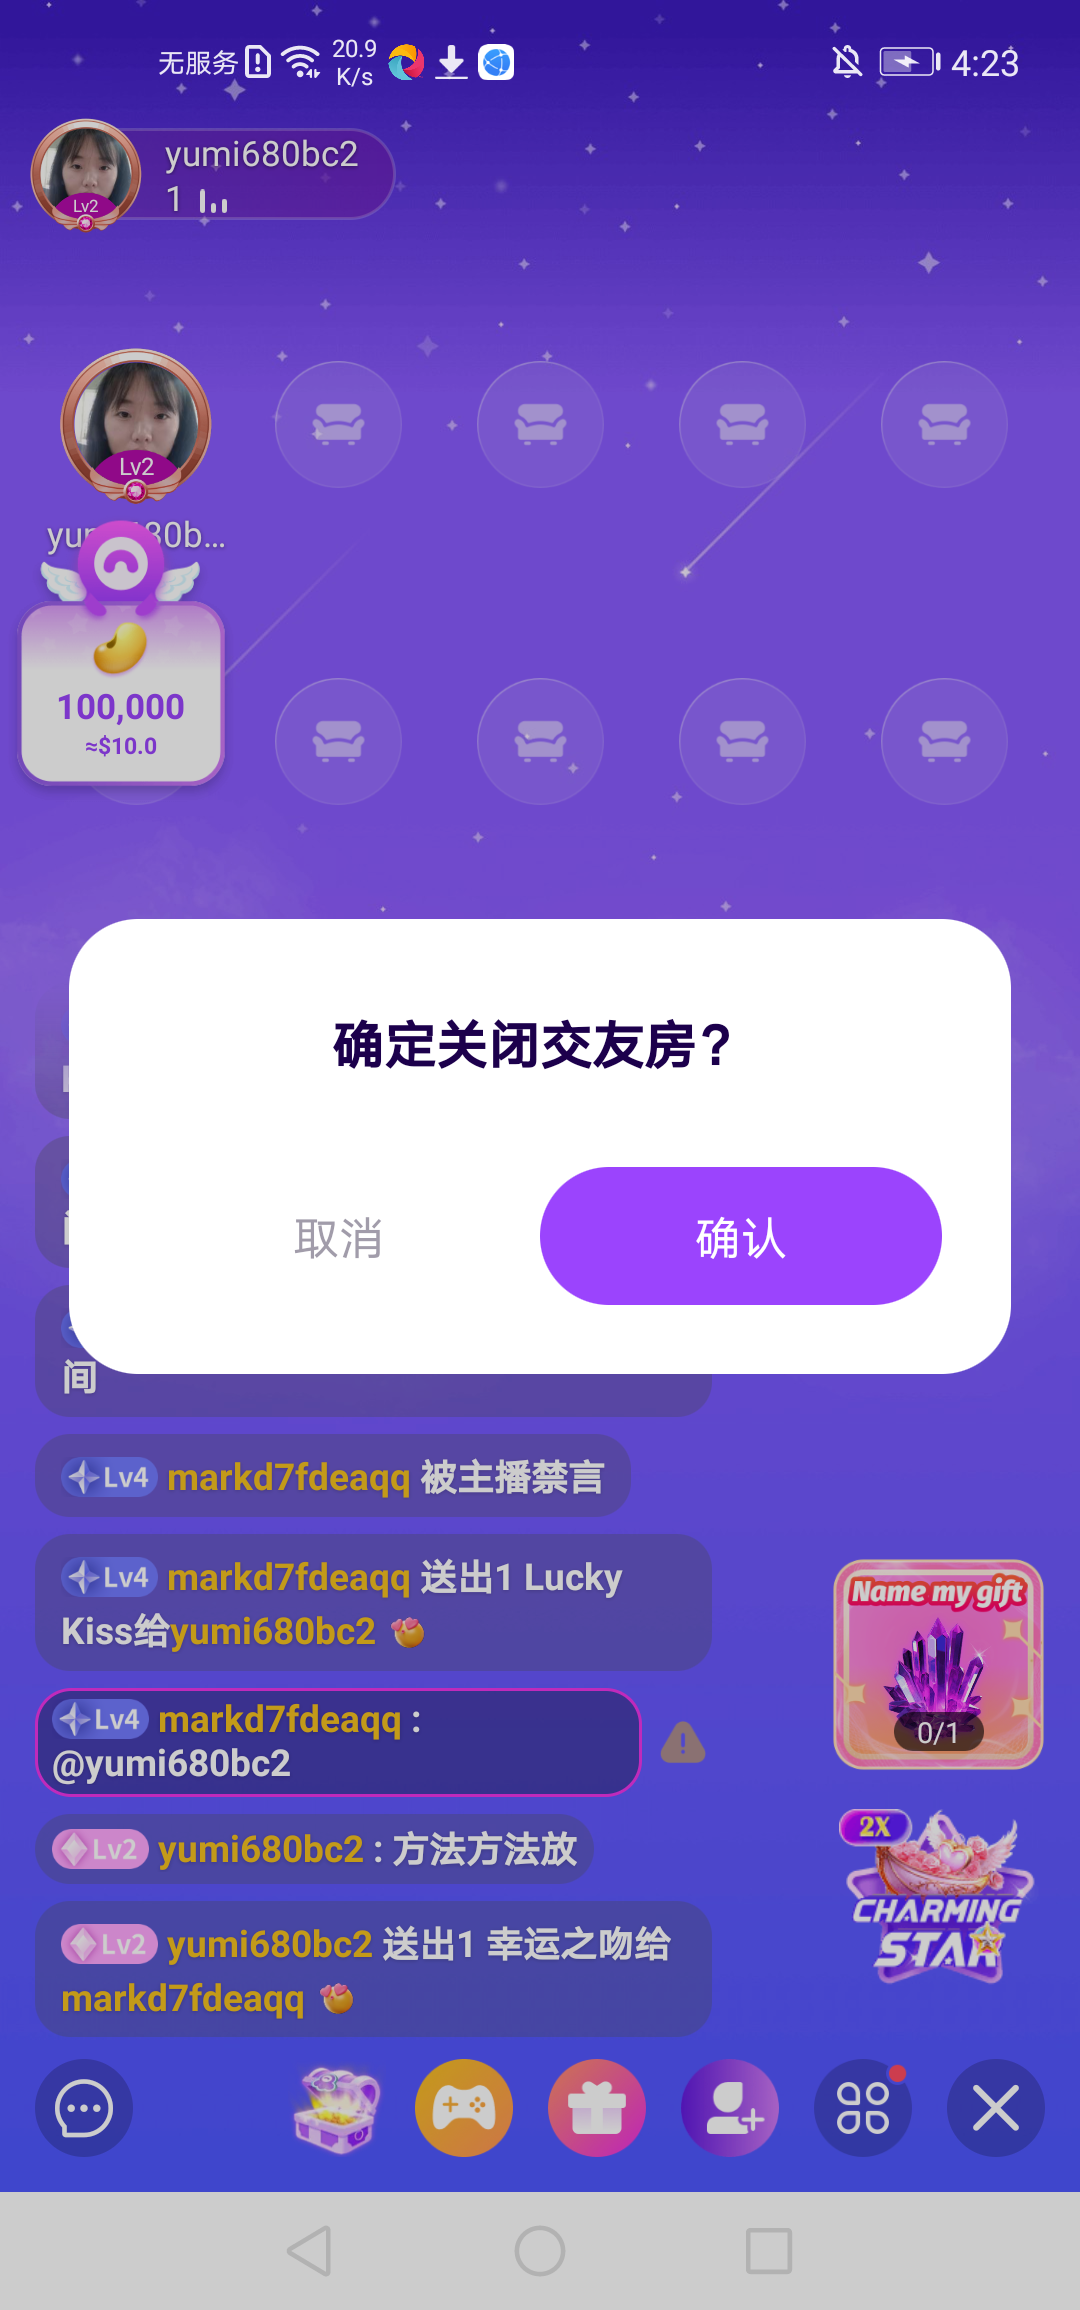 无服务
20.9
K/s
4:23
yumi680bc2
1
Lv2
Lv2
100,000
≈$10.0
确定关闭交友房？
取消
确认
间
Lv4 markd7fdeaqq 被主播禁言
Lv4 markd7fdeaqq 送出1 Lucky
Kiss给yumi680bc2
Lv4 markd7fdeaqq :
@yumi680bc2
Lv2 yumi680bc2 : 方法方法放
Lv2 yumi680bc2 送出1 幸运之吻给
markd7fdeaqq
Name my gift
0/1
2X
CHARMING
STAR